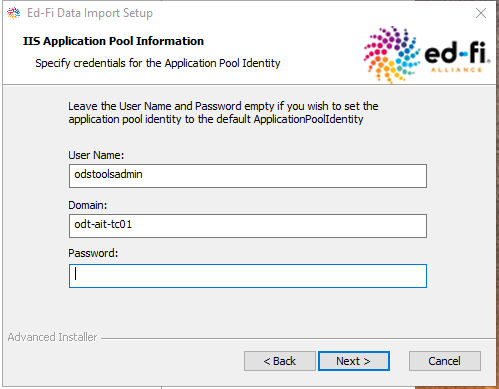 Ed-Fi Data Import Setup
IIS Application Pool Information
Specify credentials for the Application Pool Identity
ed-fi
ALLIANCE
Leave the User Name and Password empty if you wish to set the
application pool identity to the default ApplicationPoolIdentity
User Name:
odstoolsadmin
Domain:
odt-ait-tc01
Password:
Advanced Installer
< Back
Next >
Cancel